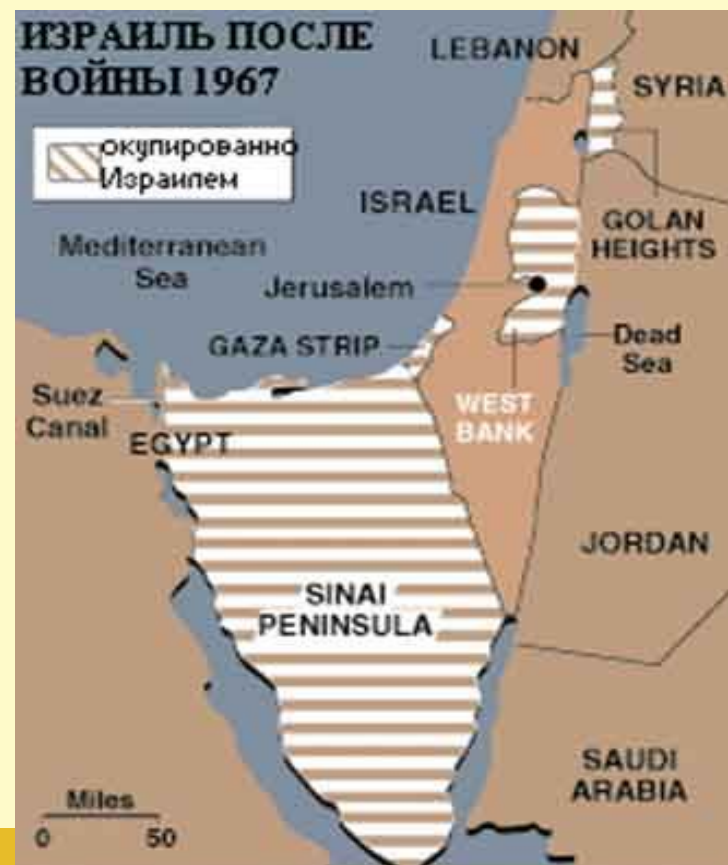 ИЗРАИЛЬ ПОСЛЕ
ВОЙНЫ 1967
окупированно
Израилем
LEBANON
SYRIA
ISRAEL
GOLAN
HEIGHTS
Mediterranean
Sea
Jerusalem
GAZA STRIP
Dead
Sea
Suez
Canal
WEST
BANK
EGYPT
JORDAN
SINAI
PENINSULA
SAUDI
ARABIA
Miles
0 50